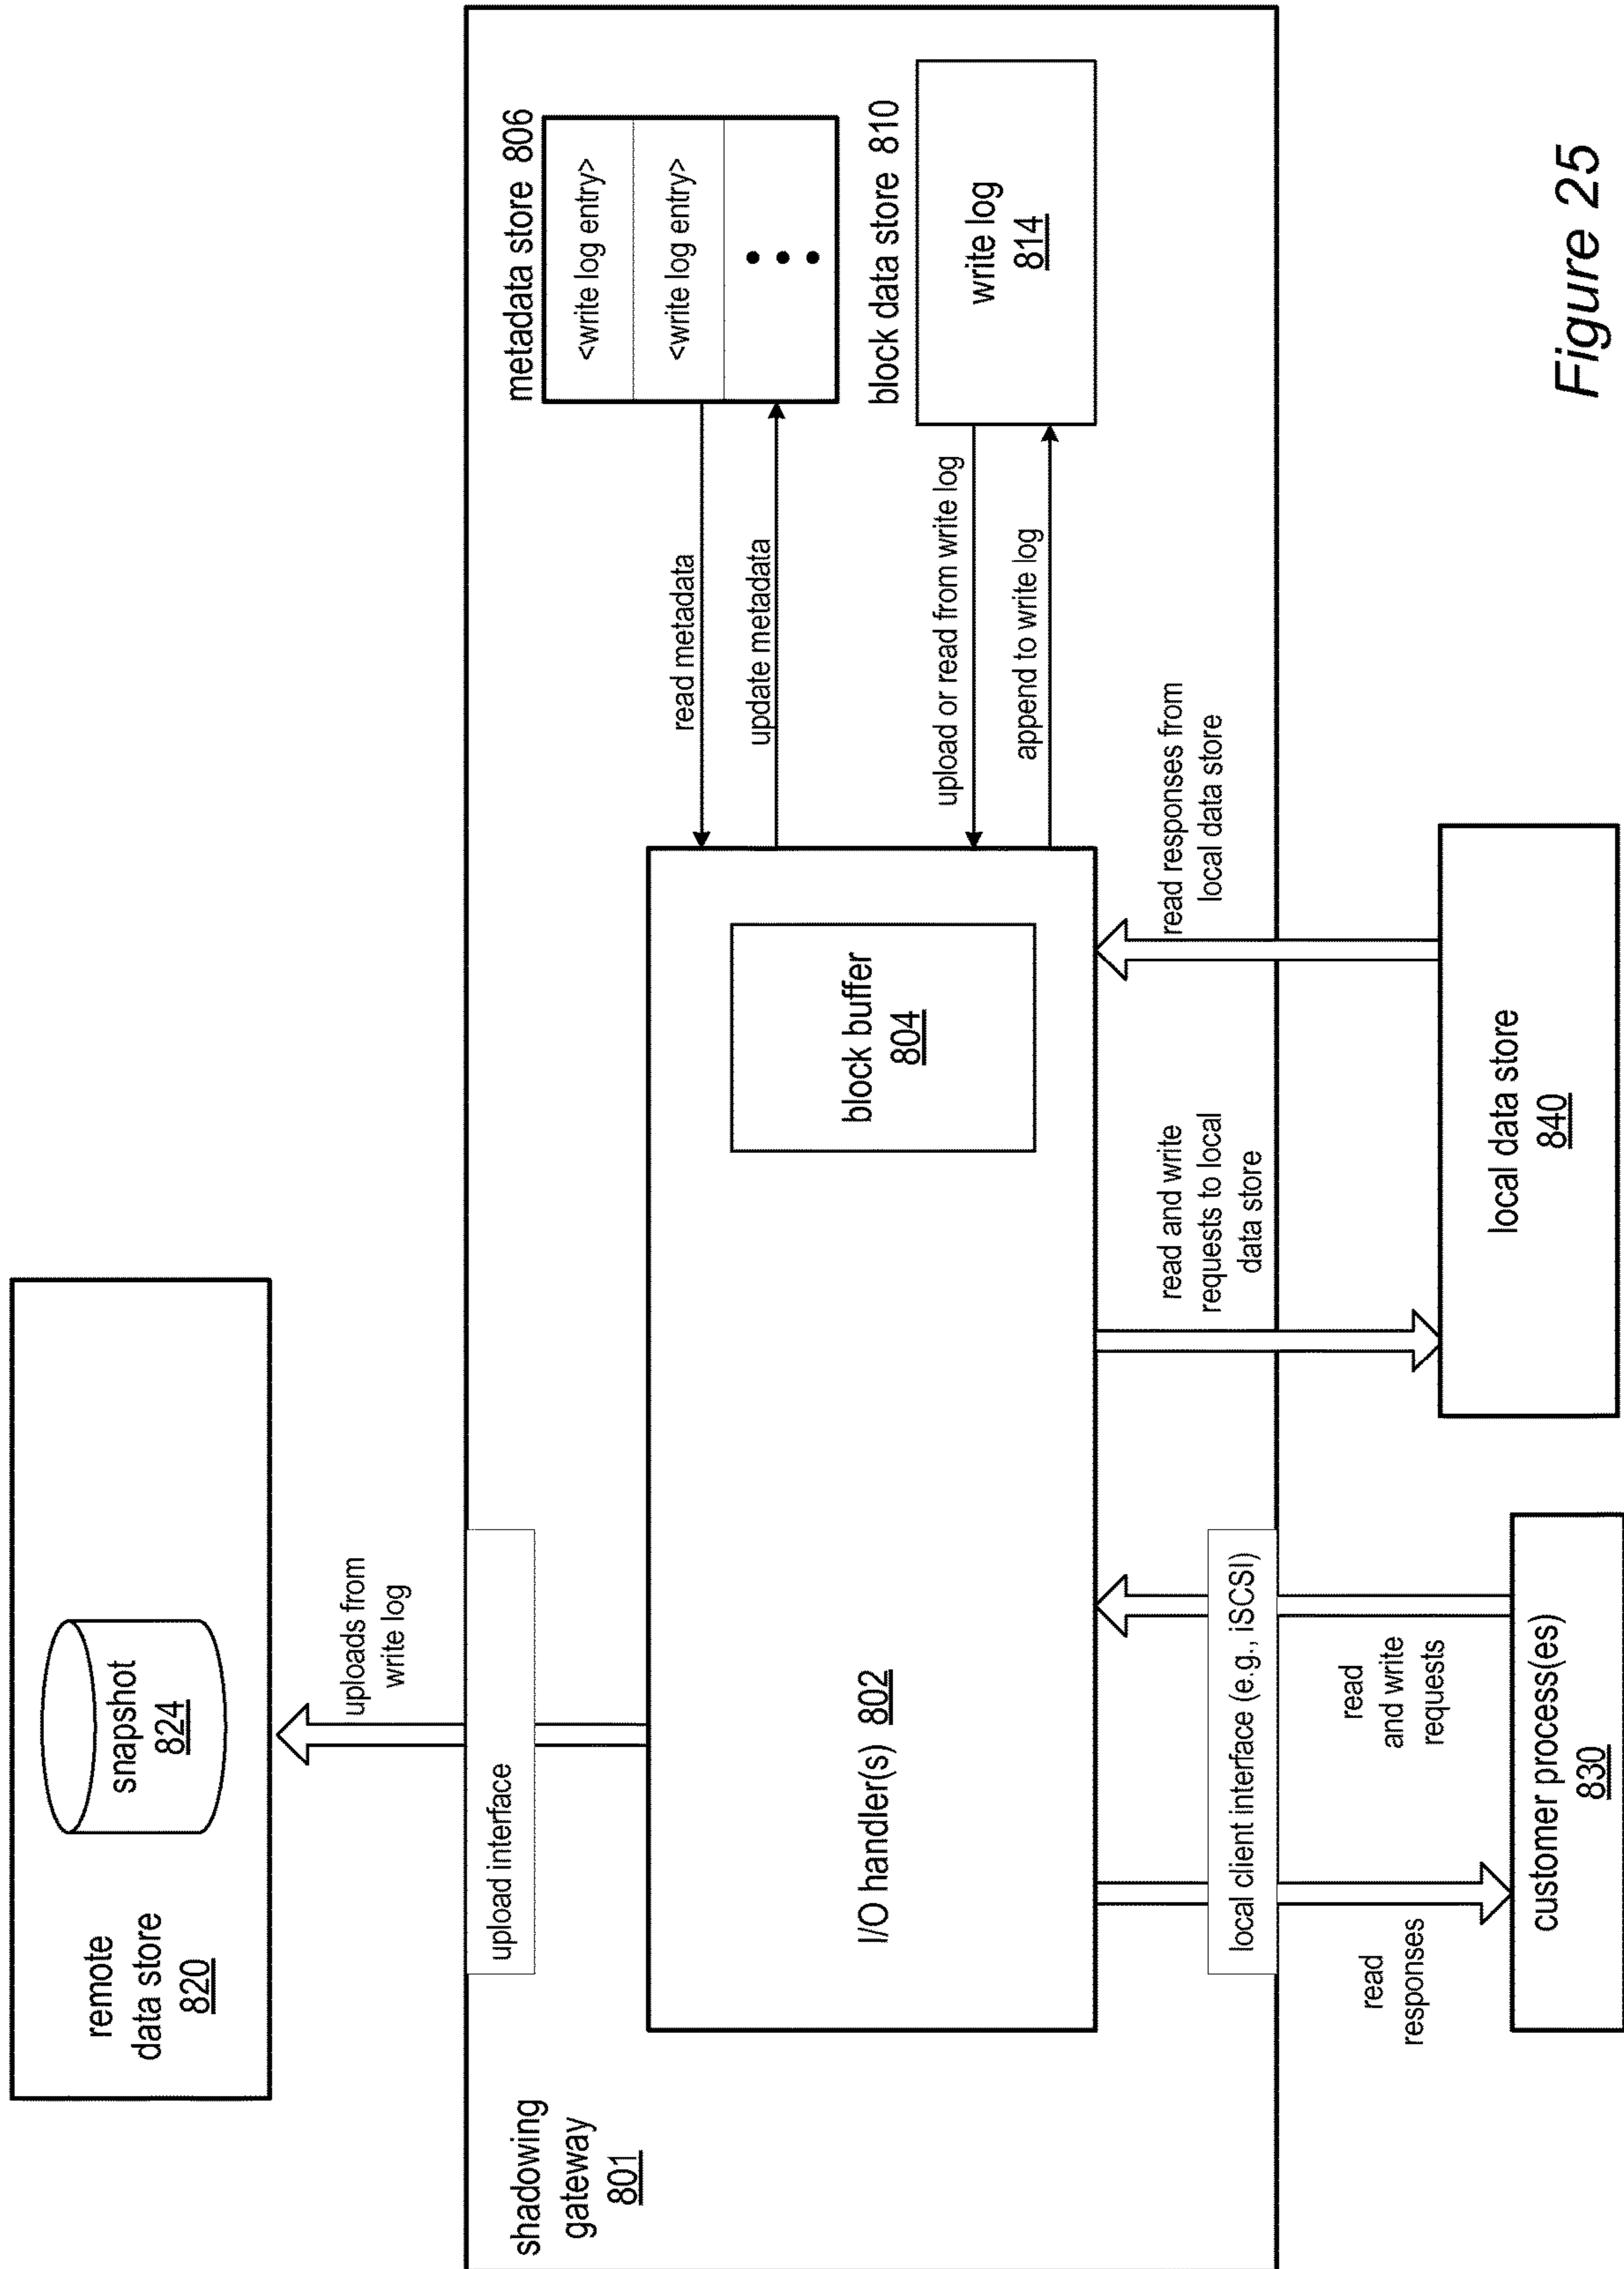 remote
data store
820
snapshot
824
uploads from
write log
shadowing
gateway
801
upload interface
metadata store 806
<write log entry>
<write log entry>
read metadata
update metadata
I/O handler(s) 802
block buffer
804
block data store 810
write log
814
upload or read from write log
append to write log
local client interface (e.g., iSCSI)
read
responses
read
and write
requests
read and write
requests to local
data store
read responses from
local data store
customer process(es)
830
local data store
840
Figure 25